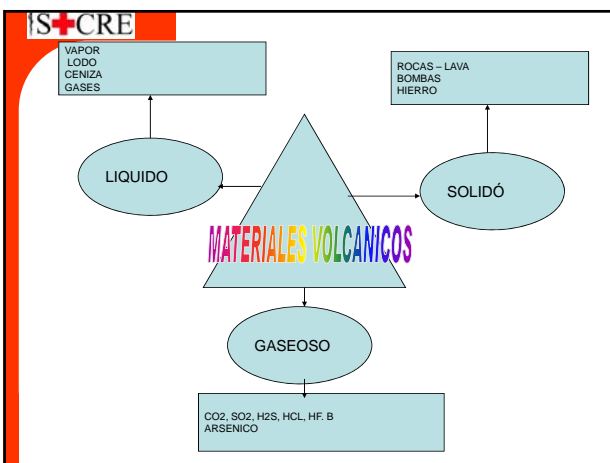 IS+CRE
VAPOR
LODO
CENIZA
GASES
ROCAS – LAVA
BOMBAS
HIERRO
LIQUIDO
SOLIDÓ
MATERIALES VOLCANICOS
GASEOSO
CO2, SO2, H2S, HCL, HF. B
ARSENICO